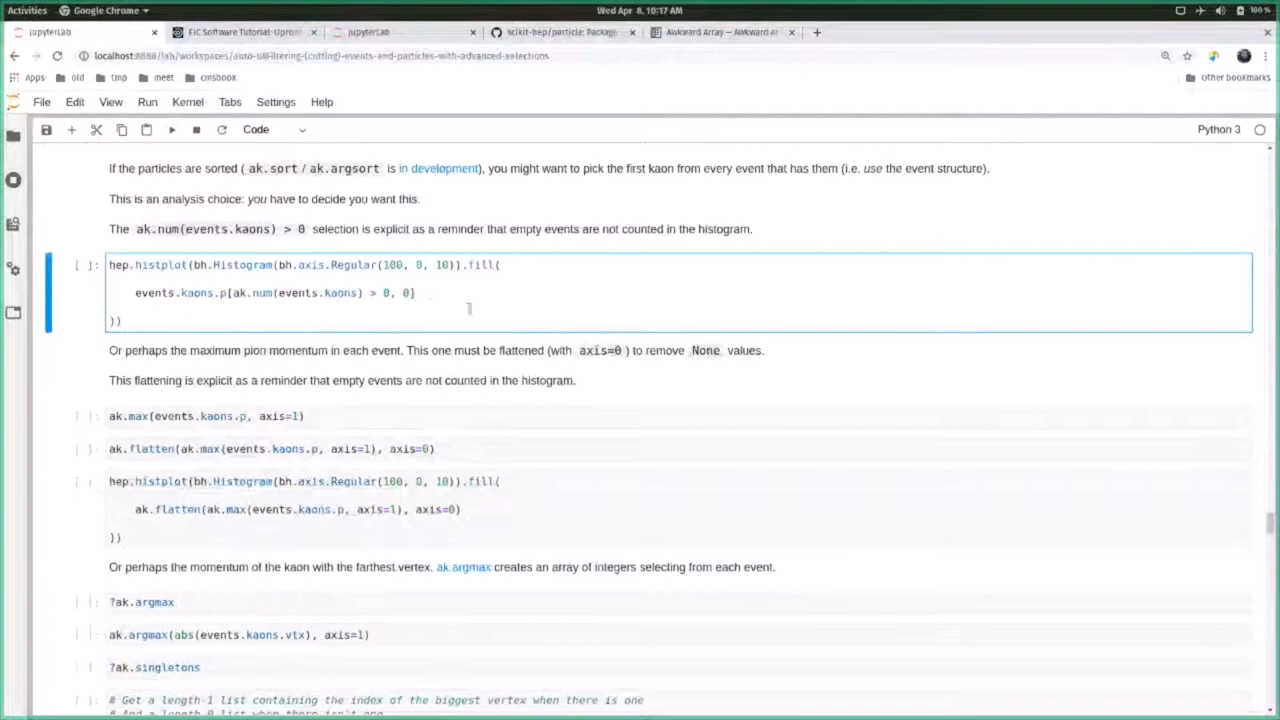 Activities Google Chrome Wed Apr 8, 10:17 AM 100 %
JupyterLab EIC Software Tutorial: Uproot JupyterLab scikit-hep/particle: Package Awkward Array — Awkward Ar
localhost:8888/lab/workspaces/auto-U#Filtering-(cutting)-events-and-particles-with-advanced-selections
Apps old tmp meet cmsbook Other bookmarks
File Edit View Run Kernel Tabs Settings Help
Code Python 3
If the particles are sorted ( ak.sort / ak.argsort is in development), you might want to pick the first kaon from every event that has them (i.e. use the event structure).
This is an analysis choice: you have to decide you want this.
The ak.num(events.kaons) > 0 selection is explicit as a reminder that empty events are not counted in the histogram.
[ ]: hep.histplot(bh.Histogram(bh.axis.Regular(100, 0, 10)).fill(
events.kaons.p[ak.num(events.kaons) > 0, 0]
))
Or perhaps the maximum pion momentum in each event. This one must be flattened (with axis=0 ) to remove None values.
This flattening is explicit as a reminder that empty events are not counted in the histogram.
[ ]: ak.max(events.kaons.p, axis=1)
[ ]: ak.flatten(ak.max(events.kaons.p, axis=1), axis=0)
[ ]: hep.histplot(bh.Histogram(bh.axis.Regular(100, 0, 10)).fill(
ak.flatten(ak.max(events.kaons.p, axis=1), axis=0)
))
Or perhaps the momentum of the kaon with the farthest vertex. ak.argmax creates an array of integers selecting from each event.
[ ]: ?ak.argmax
[ ]: ak.argmax(abs(events.kaons.vtx), axis=1)
[ ]: ?ak.singletons
[ ]: # Get a length-1 list containing the index of the biggest vertex when there is one
# And a length-0 list when there isn't one